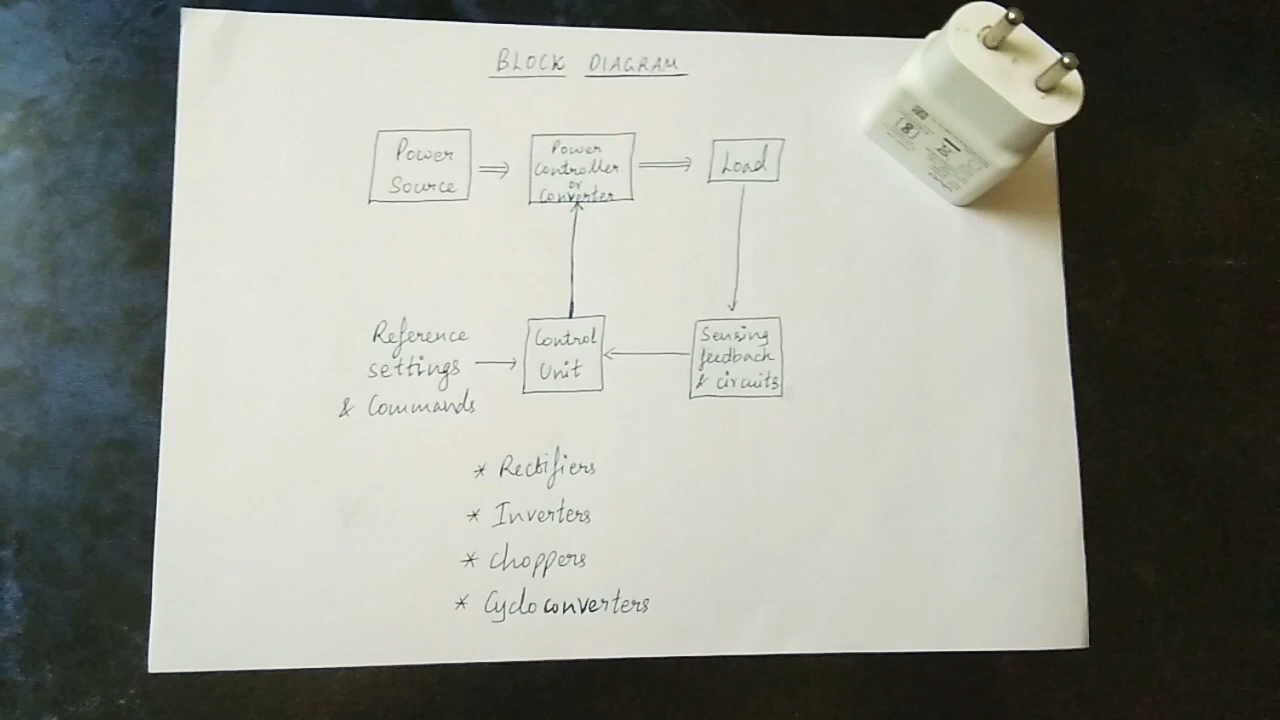 BLOCK DIAGRAM
Power
Source
Power
Controller
or
Converter
Load
Reference
settings
& Commands
Control
Unit
Sensing
feedback
& circuits
* Rectifiers
* Inverters
* Choppers
* Cycloconverters